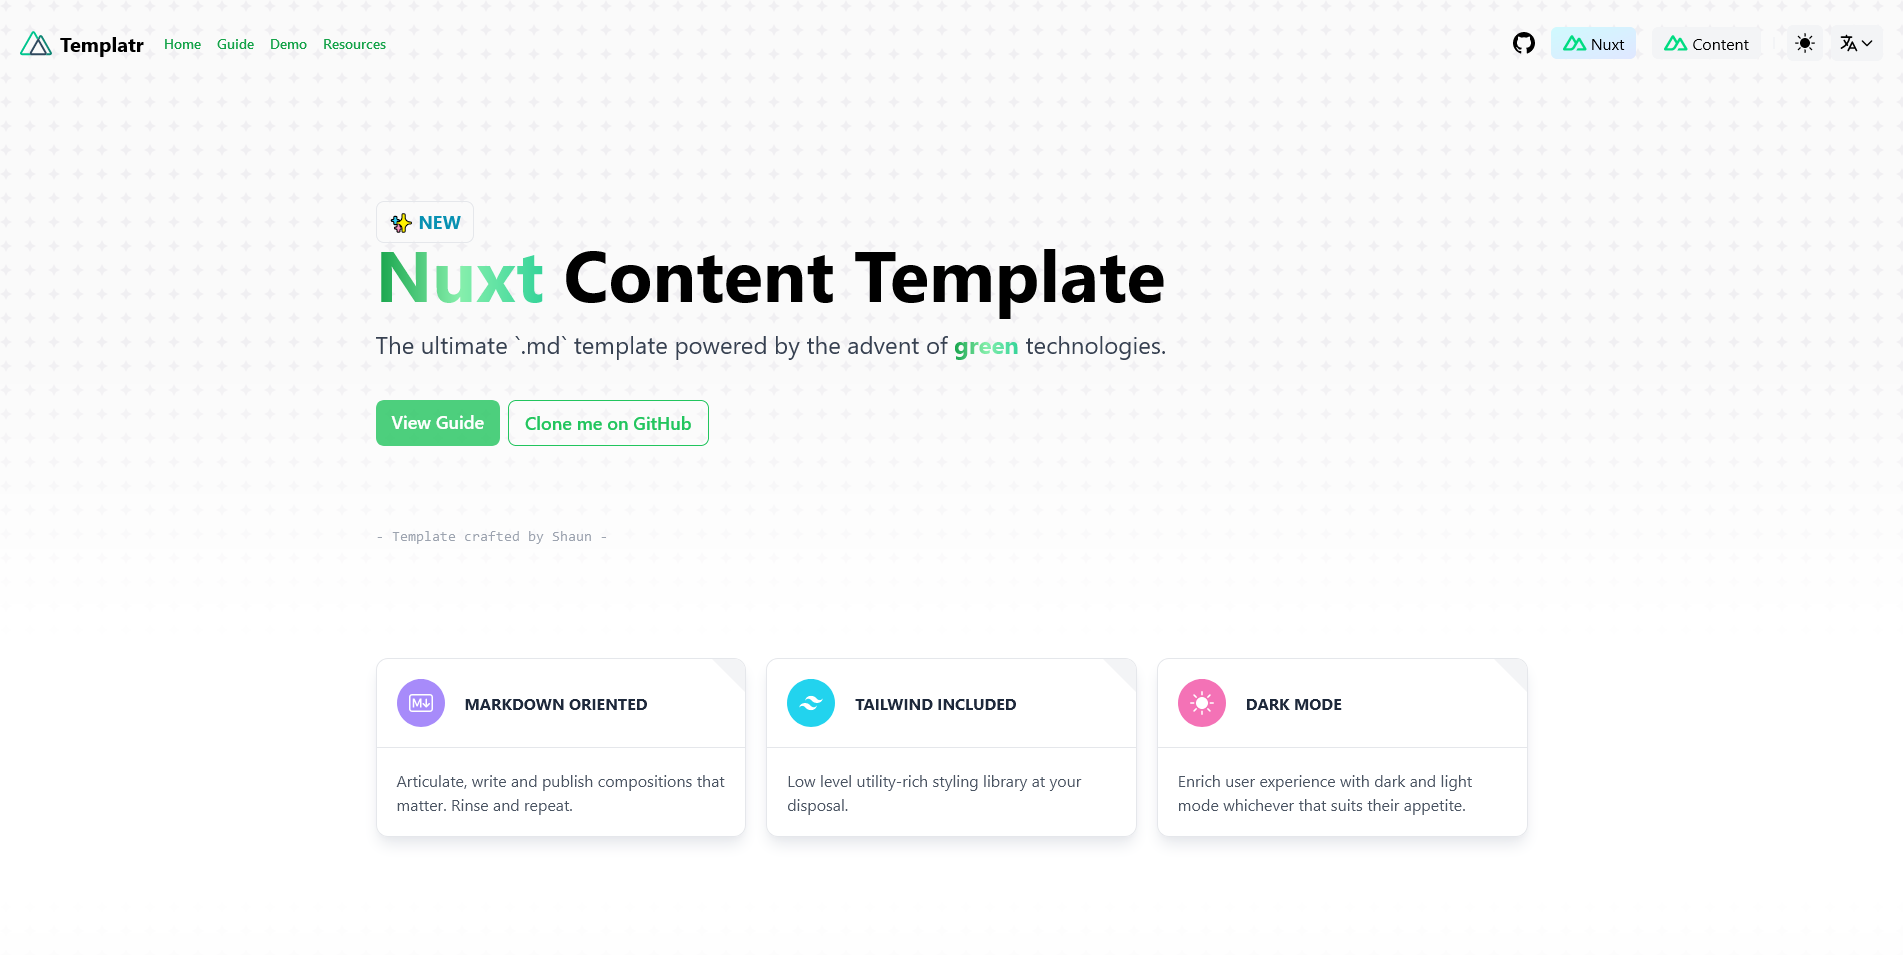 Templatr
Home
Guide
Demo
Resources
Nuxt
Content
NEW
Nuxt Content Template
The ultimate `.md` template powered by the advent of green technologies.
View Guide
Clone me on GitHub
- Template crafted by Shaun -
MARKDOWN ORIENTED
Articulate, write and publish compositions that
matter. Rinse and repeat.
TAILWIND INCLUDED
Low level utility-rich styling library at your
disposal.
DARK MODE
Enrich user experience with dark and light
mode whichever that suits their appetite.